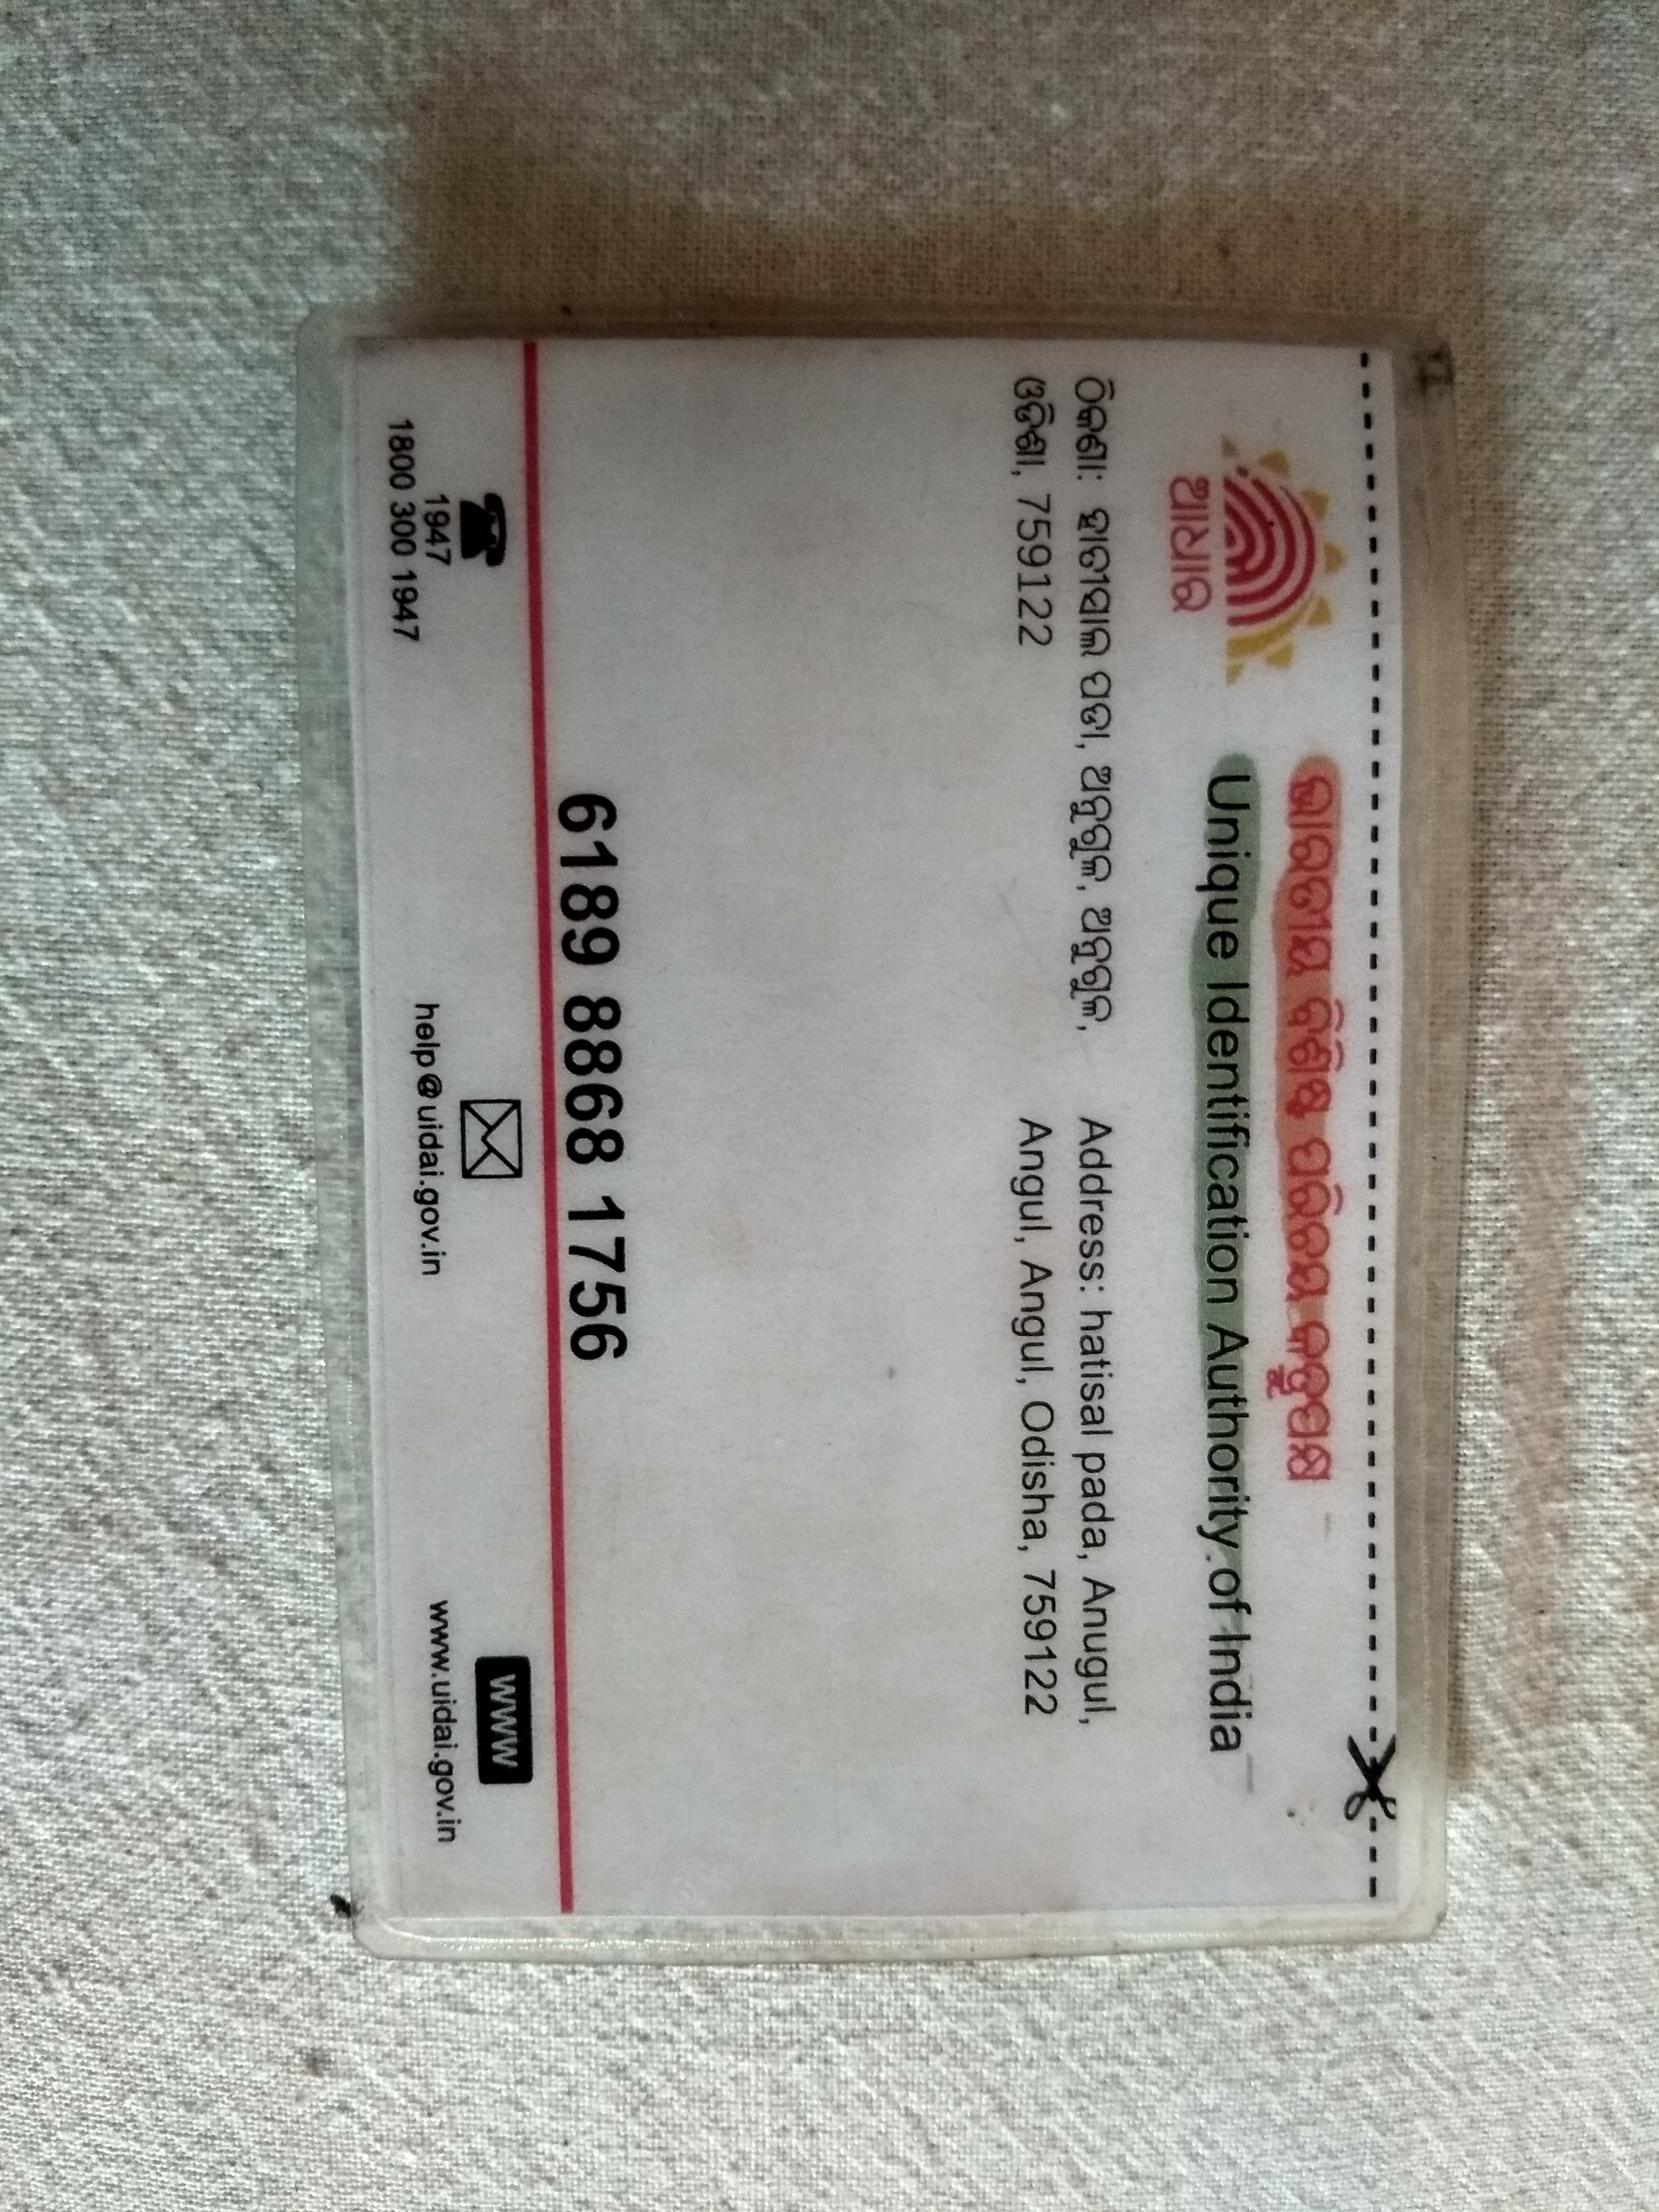 ଭାରତୀୟ ବିଶିଷ୍ଟ ପରିଚୟ କର୍ତ୍ତୃପକ୍ଷ
Unique Identification Authority of India
ଆଧାର
ଠିକଣା: ହାତୀଶାଳ ପଡା, ଅନୁଗୁଳ, ଅନୁଗୁଳ,
ଓଡିଶା, 759122
Address: hatisal pada, Anugul,
Angul, Angul, Odisha, 759122
6189 8868 1756
1947
1800 300 1947
help@uidai.gov.in
www
www.uidai.gov.in